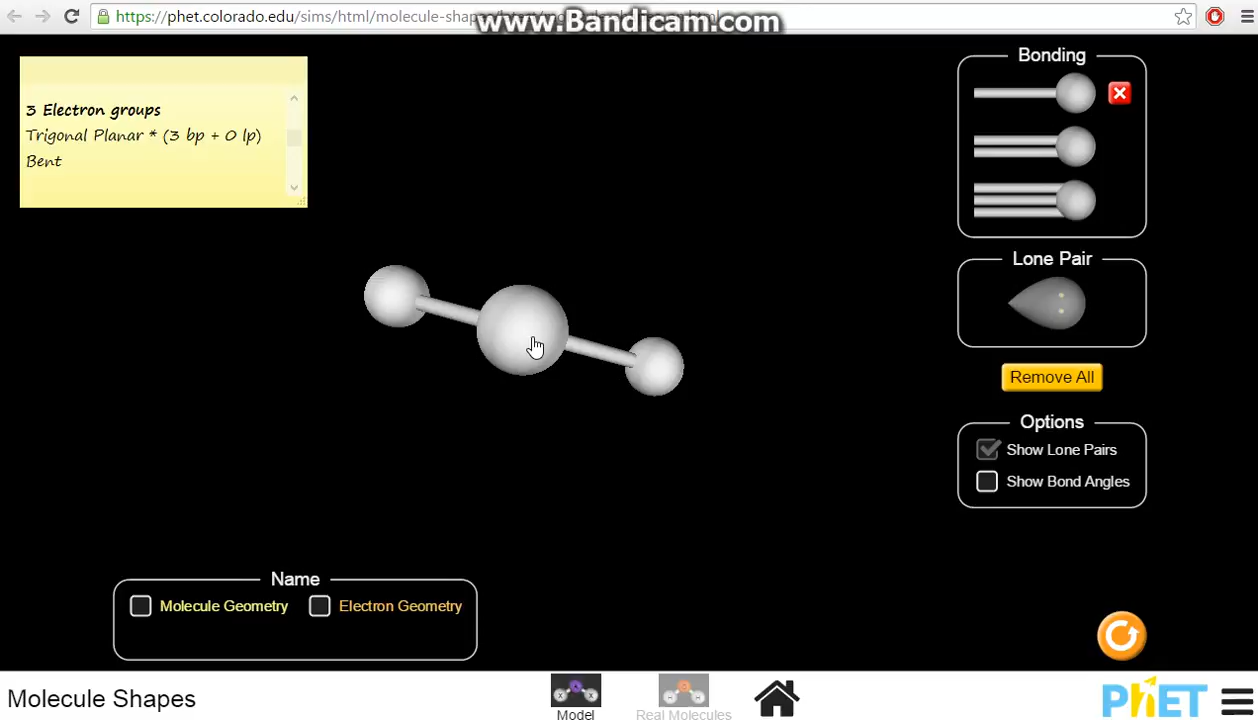 https://phet.colorado.edu/sims/html/molecule-shap
www.Bandicam.com
3 Electron groups
Trigonal Planar * (3 bp + 0 lp)
Bent
Bonding
Lone Pair
Remove All
Options
Show Lone Pairs
Show Bond Angles
Name
Molecule Geometry
Electron Geometry
Molecule Shapes
Model
Real Molecules
PhET